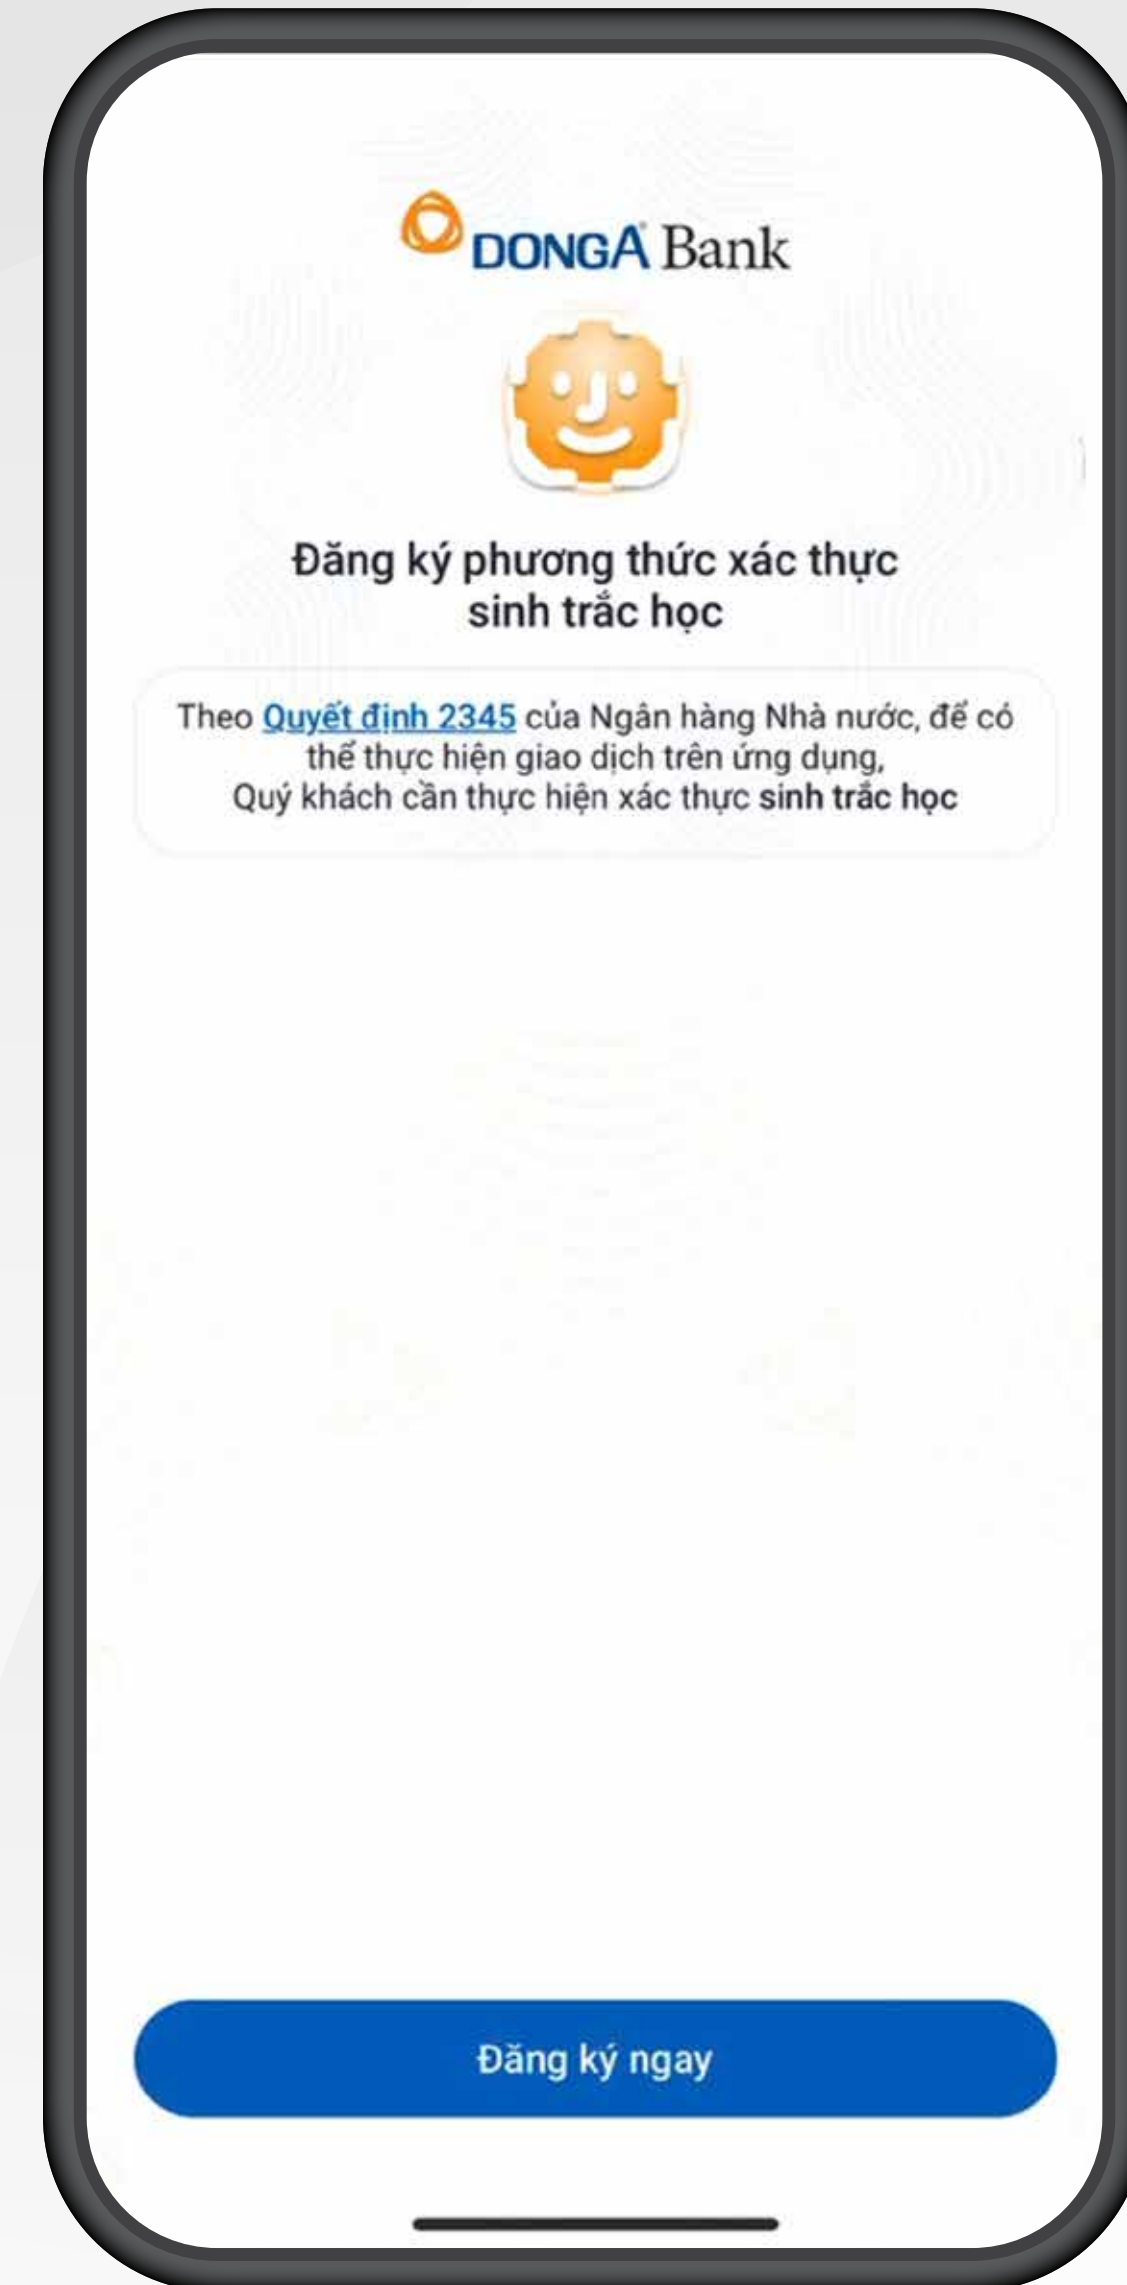 DONGA Bank
Đăng ký phương thức xác thực
sinh trắc học
Theo Quyết định 2345 của Ngân hàng Nhà nước, để có
thể thực hiện giao dịch trên ứng dụng,
Quý khách cần thực hiện xác thực sinh trắc học
Đăng ký ngay